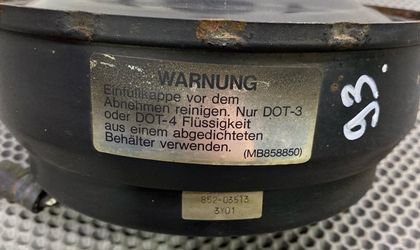 WARNUNG
Einfüllkappe vor dem
Abnehmen reinigen. Nur DOT-3
oder DOT-4 Flüssigkeit
aus einem abgedichteten
Behälter verwenden. (MB858850)
93.
852-03513
3Y01